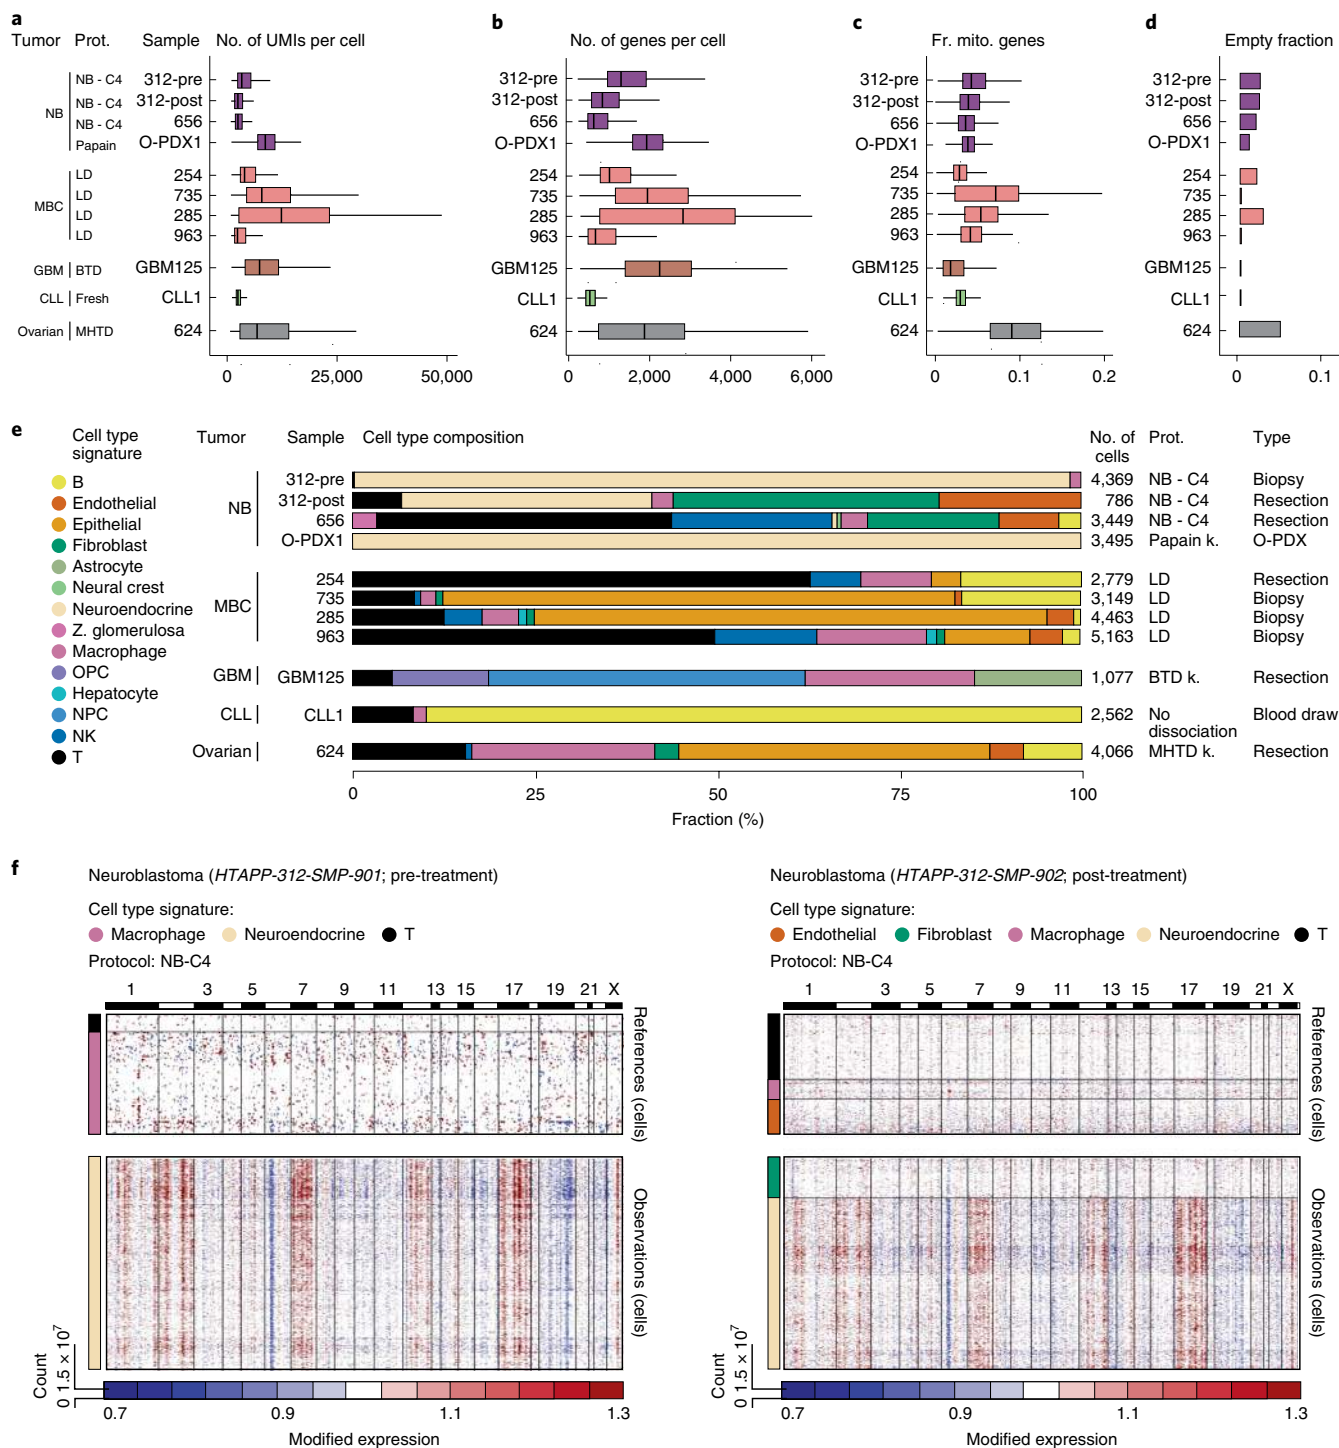 a
Tumor Prot. Sample No. of UMIs per cell
NB
NB - C4 312-pre
NB - C4 312-post
NB - C4 656
Papain O-PDX1
MBC
LD 254
LD 735
LD 285
LD 963
GBM BTD GBM125
CLL Fresh CLL1
Ovarian MHTD 624
0 25,000 50,000
b
No. of genes per cell
312-pre
312-post
656
O-PDX1
254
735
285
963
GBM125
CLL1
624
0 2,000 4,000 6,000
c
Fr. mito. genes
312-pre
312-post
656
O-PDX1
254
735
285
963
GBM125
CLL1
624
0 0.1 0.2
d
Empty fraction
312-pre
312-post
656
O-PDX1
254
735
285
963
GBM125
CLL1
624
0 0.1
e
Cell type
signature
B
Endothelial
Epithelial
Fibroblast
Astrocyte
Neural crest
Neuroendocrine
Z. glomerulosa
Macrophage
OPC
Hepatocyte
NPC
NK
T
Tumor Sample Cell type composition No. of
cells Prot. Type
NB
312-pre 4,369 NB - C4 Biopsy
312-post 786 NB - C4 Resection
656 3,449 NB - C4 Resection
O-PDX1 3,495 Papain k. O-PDX
MBC
254 2,779 LD Resection
735 3,149 LD Biopsy
285 4,463 LD Biopsy
963 5,163 LD Biopsy
GBM GBM125 1,077 BTD k. Resection
CLL CLL1 2,562 No
dissociation Blood draw
Ovarian 624 4,066 MHTD k. Resection
0 25 50 75 100
Fraction (%)
f
Neuroblastoma (HTAPP-312-SMP-901; pre-treatment)
Cell type signature:
Macrophage Neuroendocrine T
Protocol: NB-C4
1 3 5 7 9 11 13 15 17 19 21 X
References (cells)
Observations (cells)
Count
0 1.5 × 10⁷
0.7 0.9 1.1 1.3
Modified expression
Neuroblastoma (HTAPP-312-SMP-902; post-treatment)
Cell type signature:
Endothelial Fibroblast Macrophage Neuroendocrine T
Protocol: NB-C4
1 3 5 7 9 11 13 15 17 19 21 X
References (cells)
Observations (cells)
Count
0 1.5 × 10⁷
0.7 0.9 1.1 1.3
Modified expression